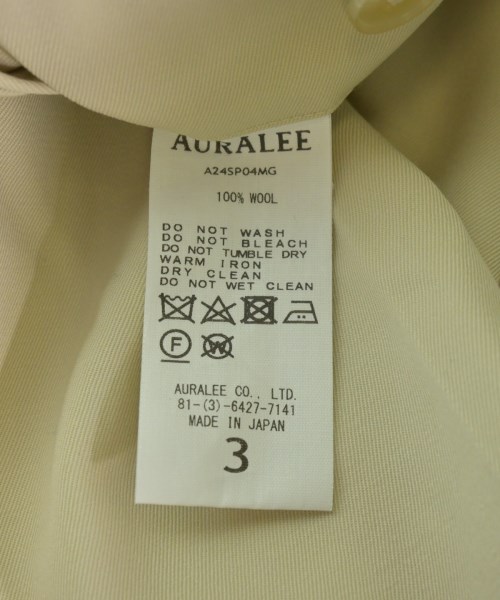 AURALEE
A24SP04MG
100% WOOL
DO NOT WASH
DO NOT BLEACH
DO NOT TUMBLE DRY
WARM IRON
DRY CLEAN
DO NOT WET CLEAN
F W
AURALEE CO., LTD.
81-(3)-6427-7141
MADE IN JAPAN
3